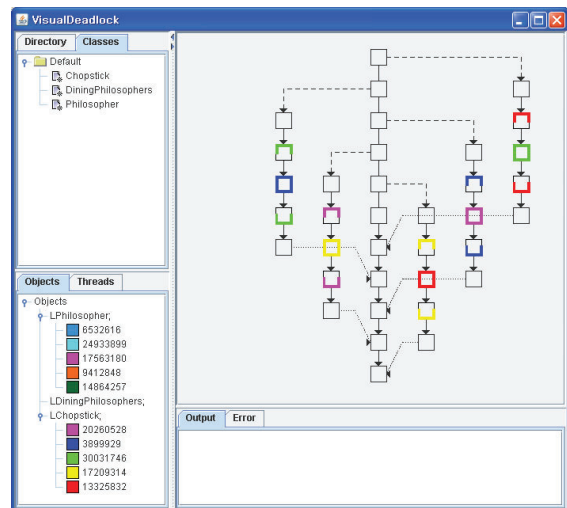 VisualDeadlock
Directory Classes
Default
Chopstick
DiningPhilosophers
Philosopher
Objects Threads
Objects
LPhilosopher;
6532616
24933899
17563180
9412848
14864257
LDiningPhilosophers;
LChopstick;
20260528
3899929
30031746
17209314
13325832
Output Error